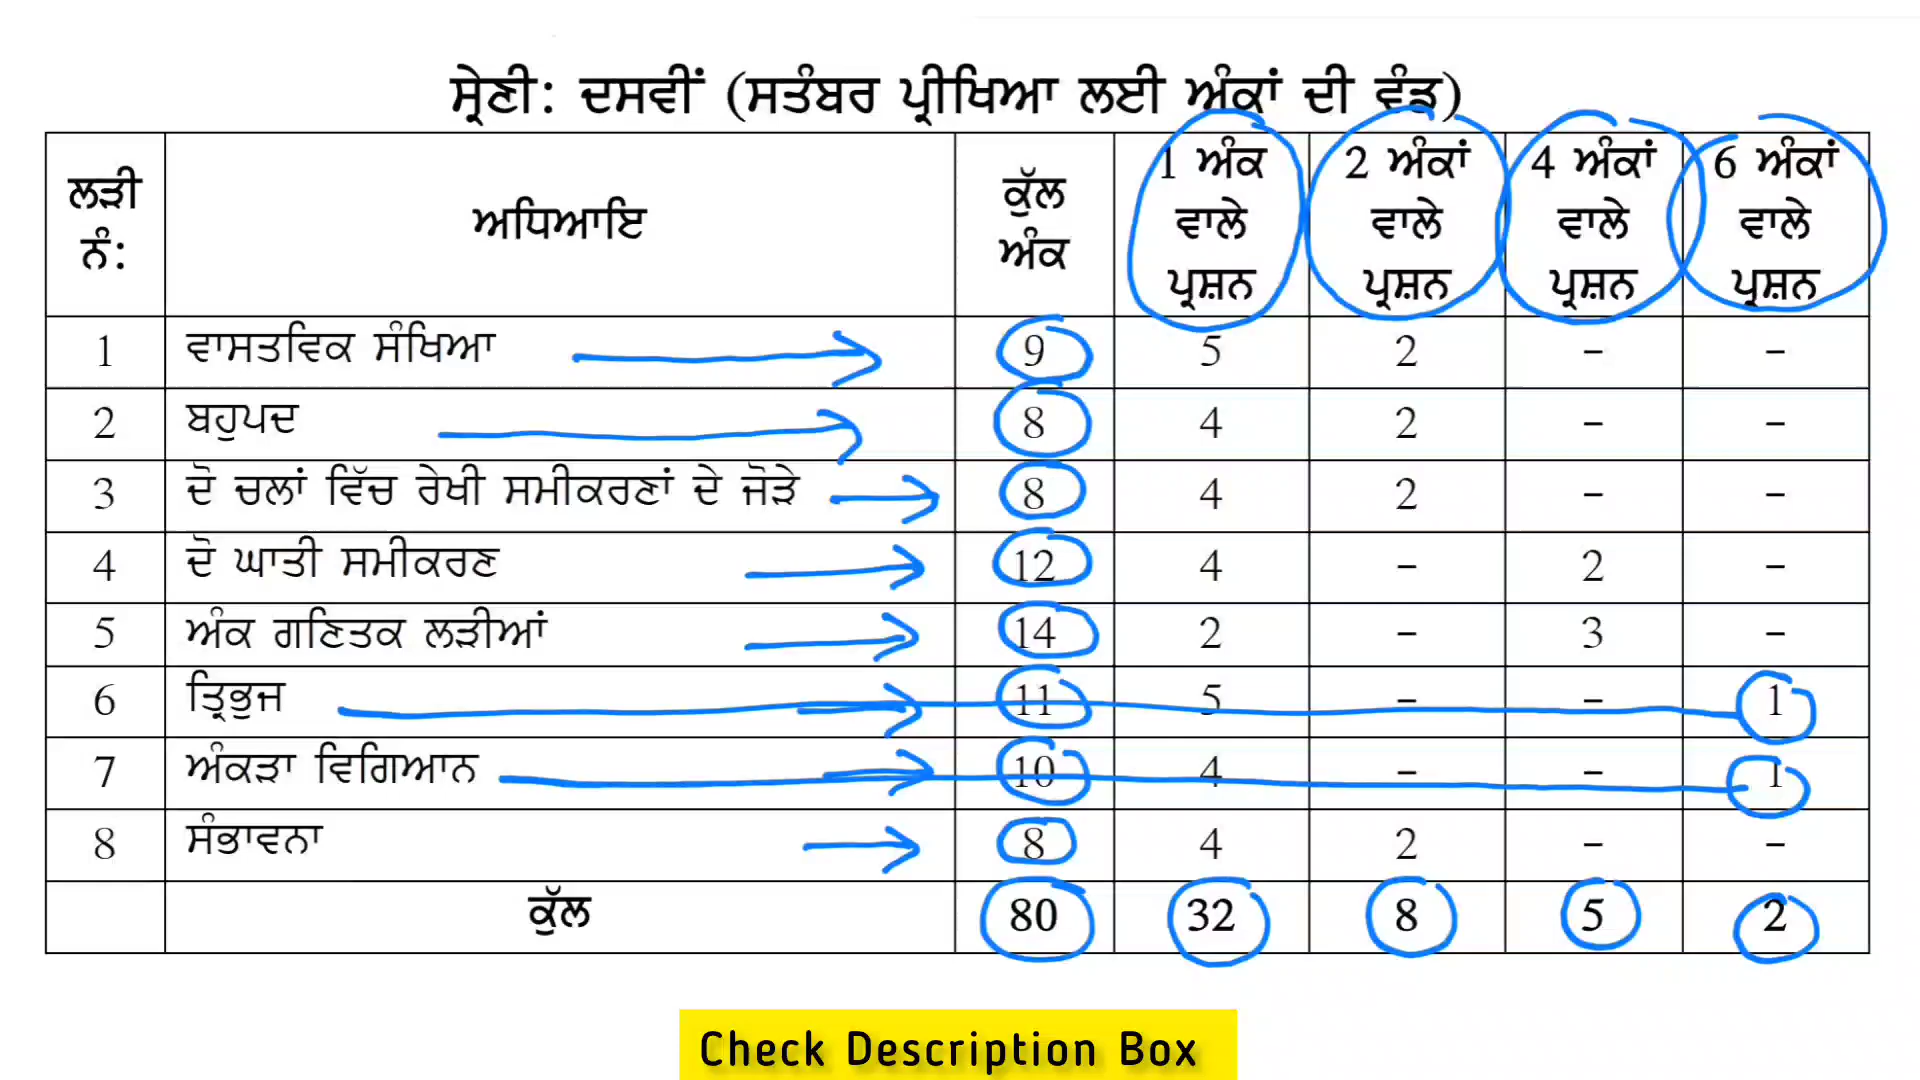 ਸ਼੍ਰੇਣੀ: ਦਸਵੀਂ (ਸਤੰਬਰ ਪ੍ਰੀਖਿਆ ਲਈ ਅੰਕਾਂ ਦੀ ਵੰਡ)
ਲੜੀ ਨੰ: ਅਧਿਆਇ ਕੁੱਲ ਅੰਕ 1 ਅੰਕ ਵਾਲੇ ਪ੍ਰਸ਼ਨ 2 ਅੰਕਾਂ ਵਾਲੇ ਪ੍ਰਸ਼ਨ 4 ਅੰਕਾਂ ਵਾਲੇ ਪ੍ਰਸ਼ਨ 6 ਅੰਕਾਂ ਵਾਲੇ ਪ੍ਰਸ਼ਨ
1 ਵਾਸਤਵਿਕ ਸੰਖਿਆ 9 5 2 – –
2 ਬਹੁਪਦ 8 4 2 – –
3 ਦੋ ਚਲਾਂ ਵਿੱਚ ਰੇਖੀ ਸਮੀਕਰਣਾਂ ਦੇ ਜੋੜੇ 8 4 2 – –
4 ਦੋ ਘਾਤੀ ਸਮੀਕਰਣ 12 4 – 2 –
5 ਅੰਕ ਗਣਿਤਕ ਲੜੀਆਂ 14 2 – 3 –
6 ਤ੍ਰਿਭੁਜ 11 5 – – 1
7 ਅੰਕੜਾ ਵਿਗਿਆਨ 10 4 – – 1
8 ਸੰਭਾਵਨਾ 8 4 2 – –
ਕੁੱਲ 80 32 8 5 2
Check Description Box